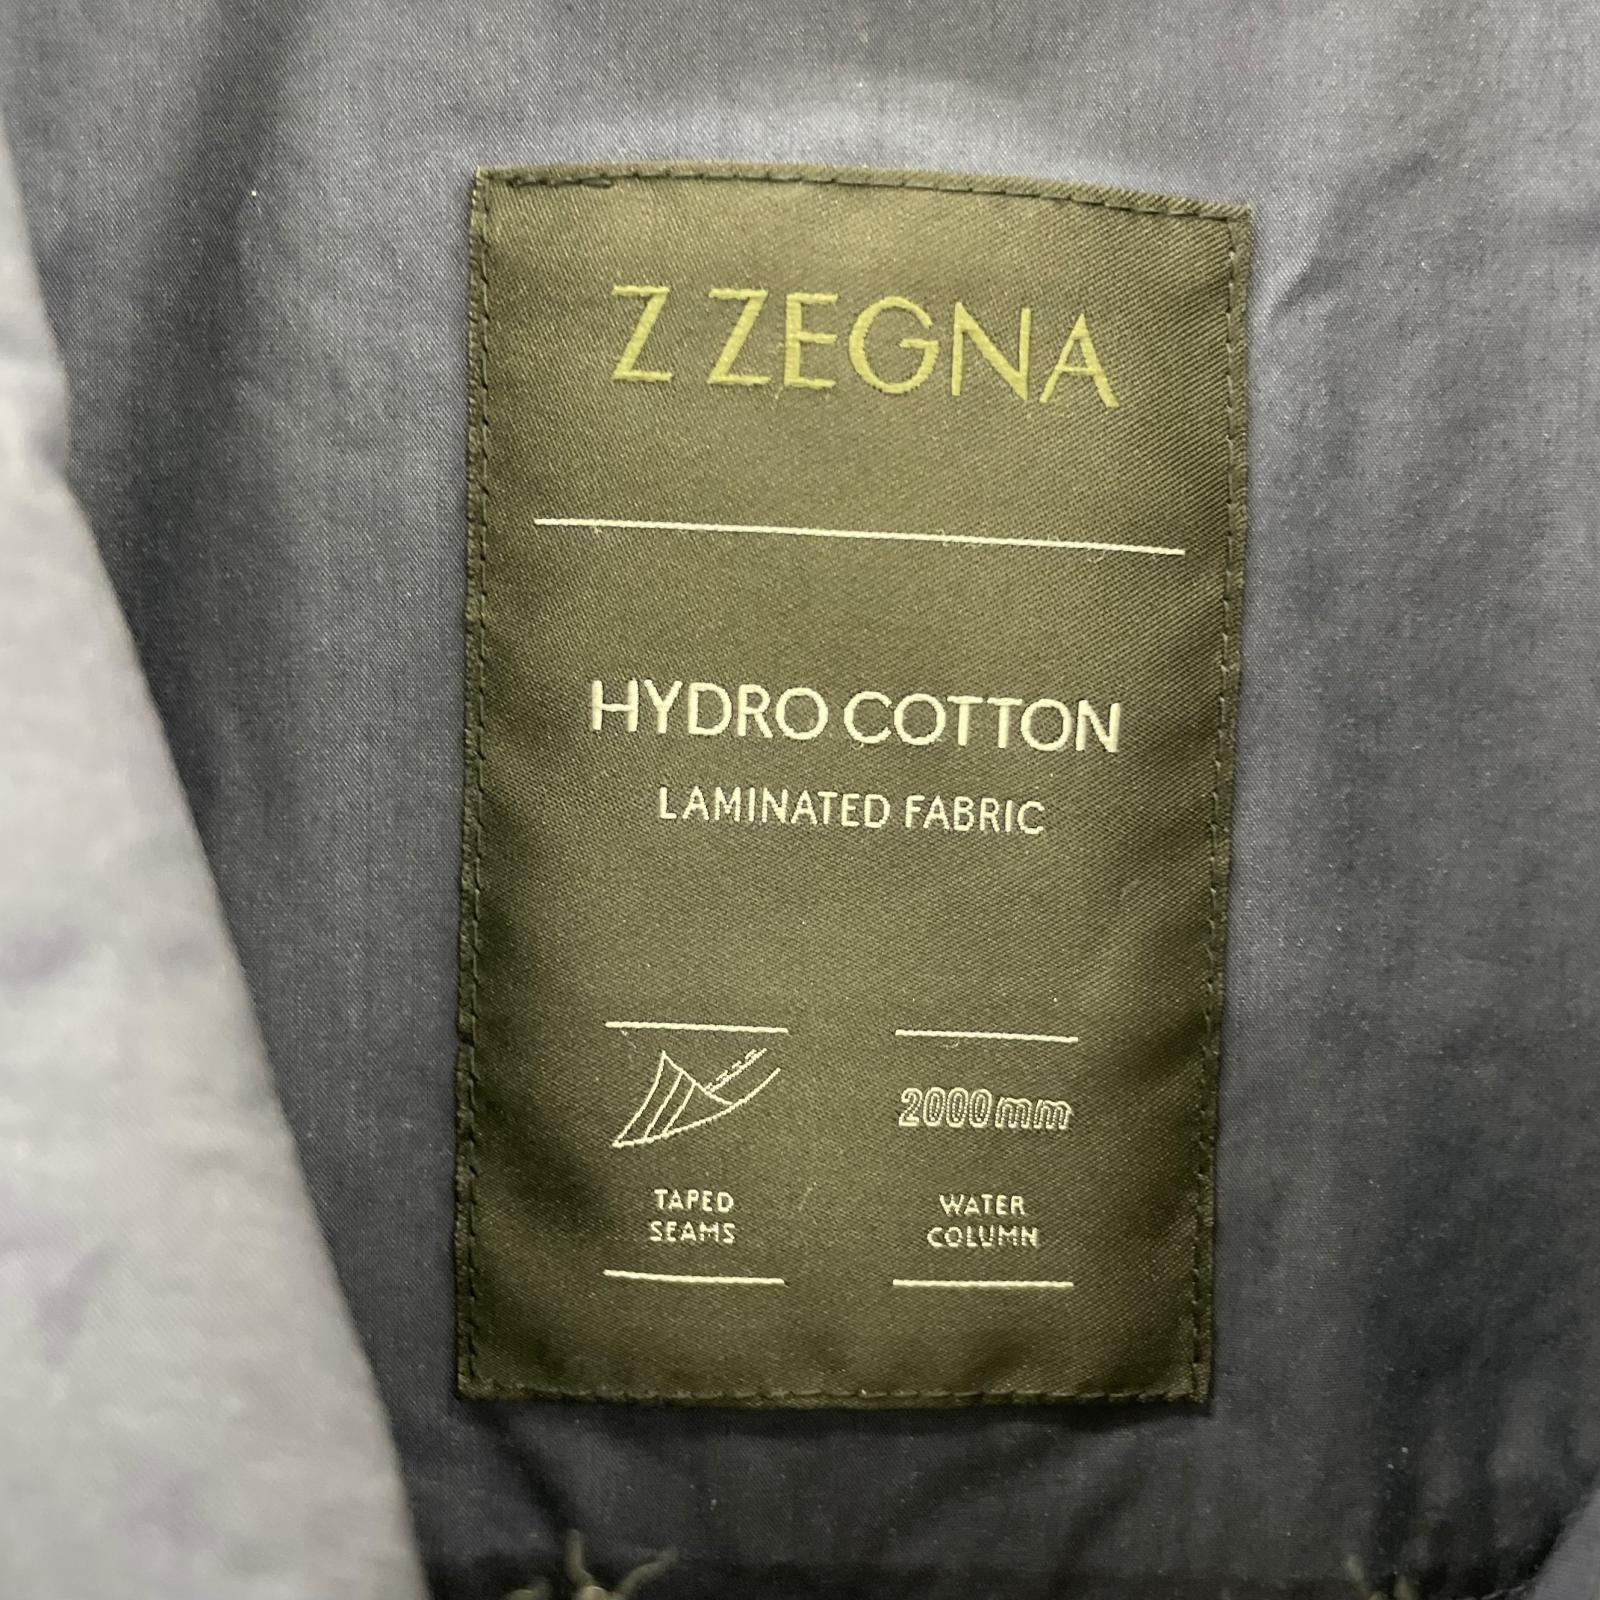 Z ZEGNA
HYDRO COTTON
LAMINATED FABRIC
2000mm
TAPED
SEAMS
WATER
COLUMN